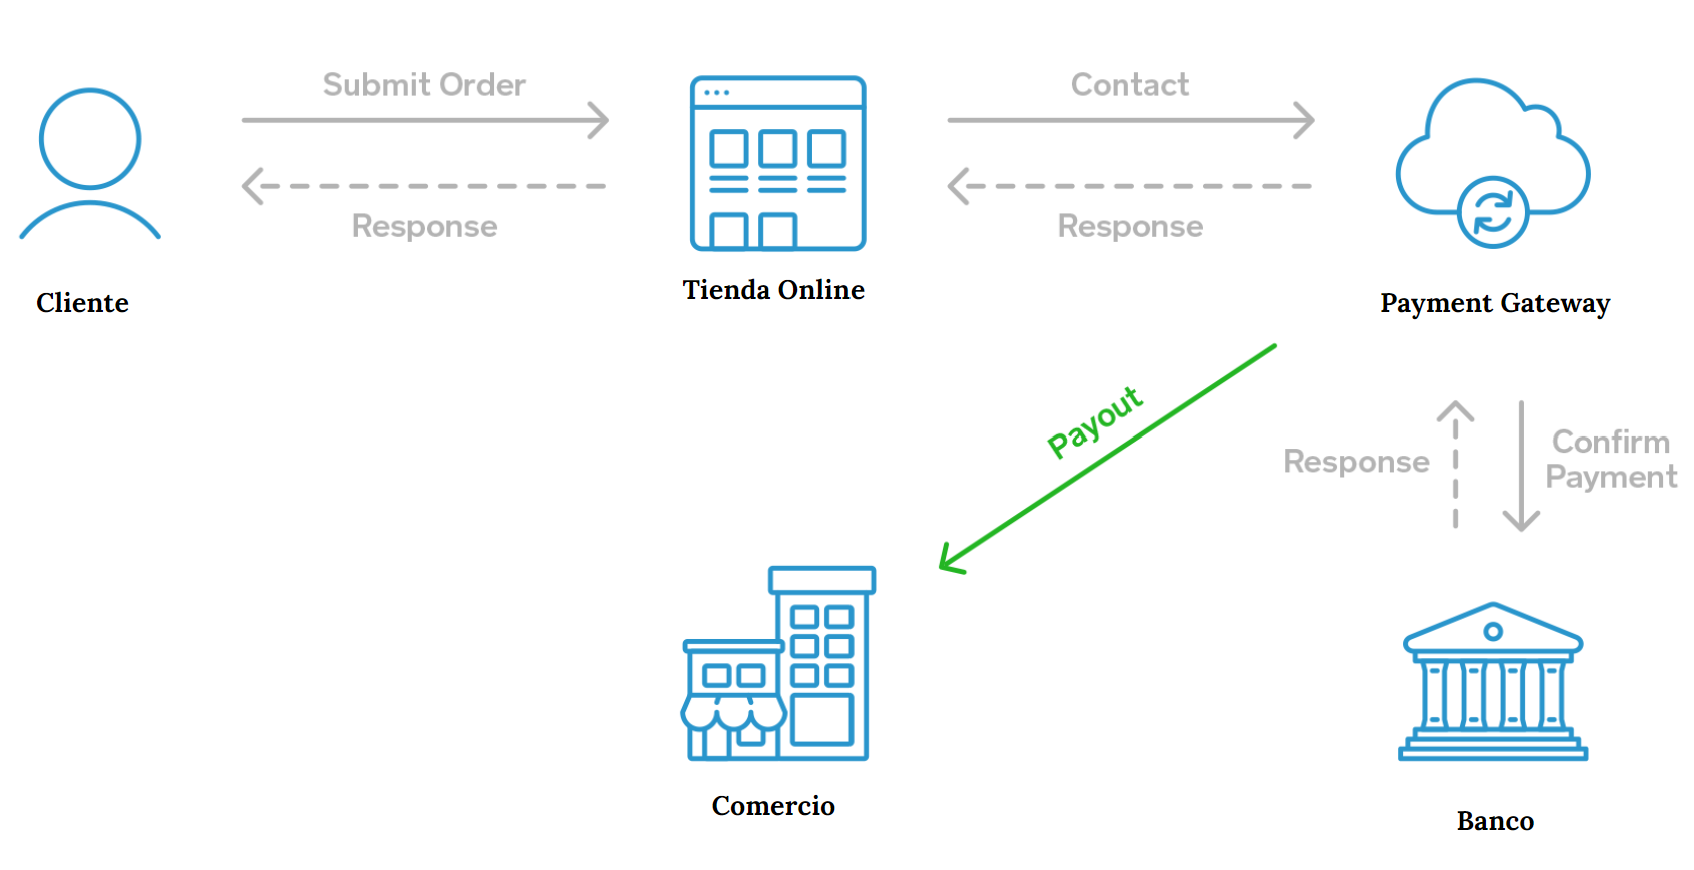 Submit Order
Contact
Response
Response
Cliente
Tienda Online
Payment Gateway
Payout
Response
Confirm
Payment
Comercio
Banco